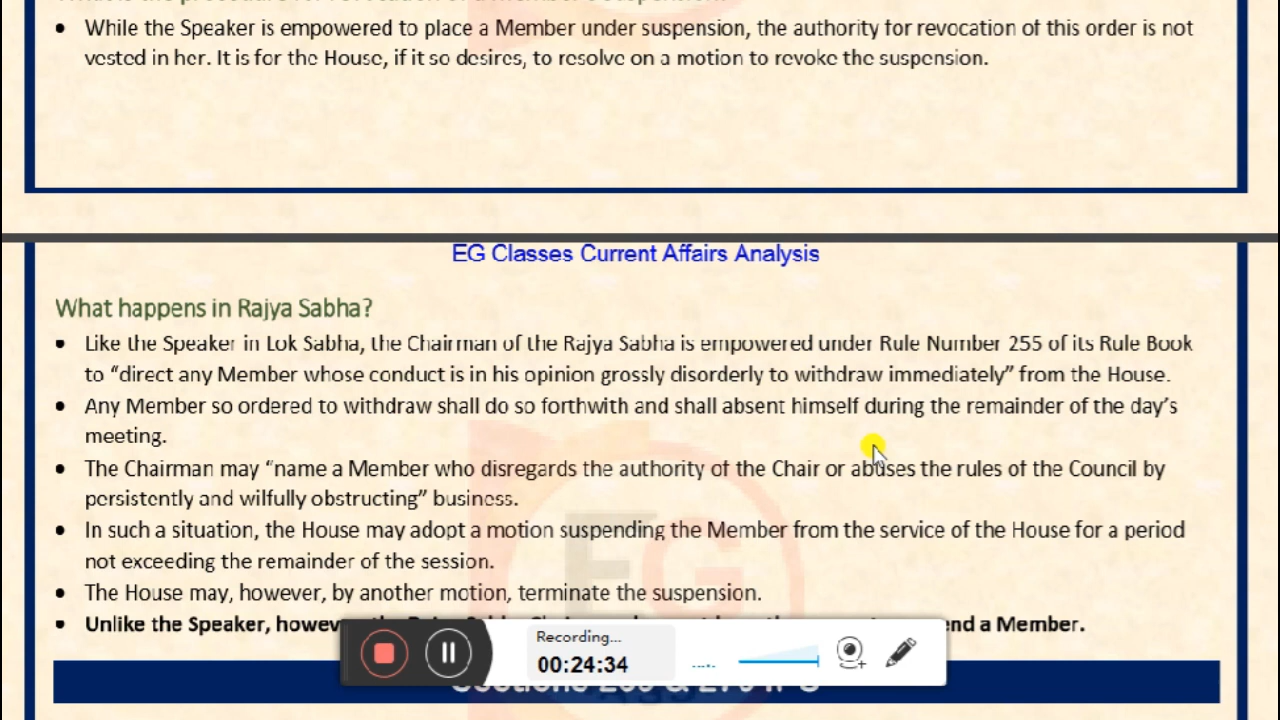 While the Speaker is empowered to place a Member under suspension, the authority for revocation of this order is not
vested in her. It is for the House, if it so desires, to resolve on a motion to revoke the suspension.
EG Classes Current Affairs Analysis
What happens in Rajya Sabha?
• Like the Speaker in Lok Sabha, the Chairman of the Rajya Sabha is empowered under Rule Number 255 of its Rule Book
to “direct any Member whose conduct is in his opinion grossly disorderly to withdraw immediately” from the House.
• Any Member so ordered to withdraw shall do so forthwith and shall absent himself during the remainder of the day’s
meeting.
• The Chairman may “name a Member who disregards the authority of the Chair or abuses the rules of the Council by
persistently and wilfully obstructing” business.
• In such a situation, the House may adopt a motion suspending the Member from the service of the House for a period
not exceeding the remainder of the session.
• The House may, however, by another motion, terminate the suspension.
• Unlike the Speaker, a Member.
Recording...
00:24:34
EG